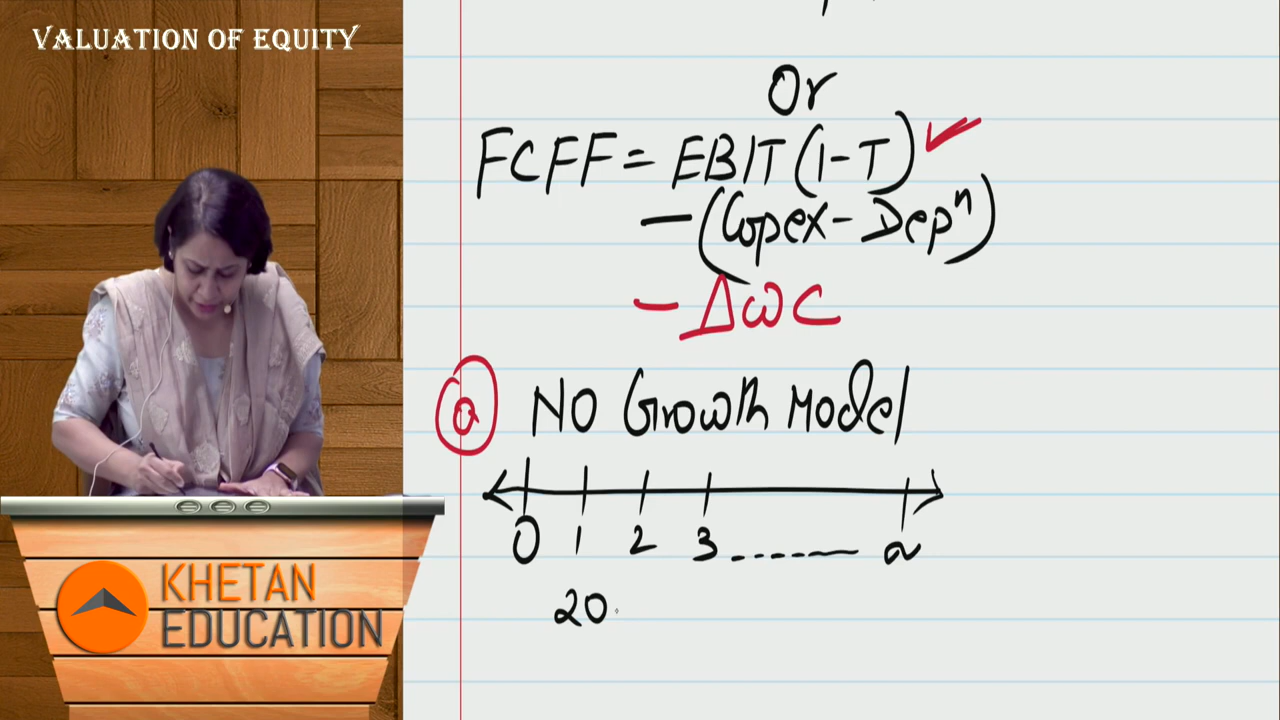 VALUATION OF EQUITY
Or
FCFF = EBIT (1-T) ✓
- (Capex - Depⁿ)
- ΔWC
a NO Growth Model
0 1 2 3 ------- α
20
KHETAN
EDUCATION